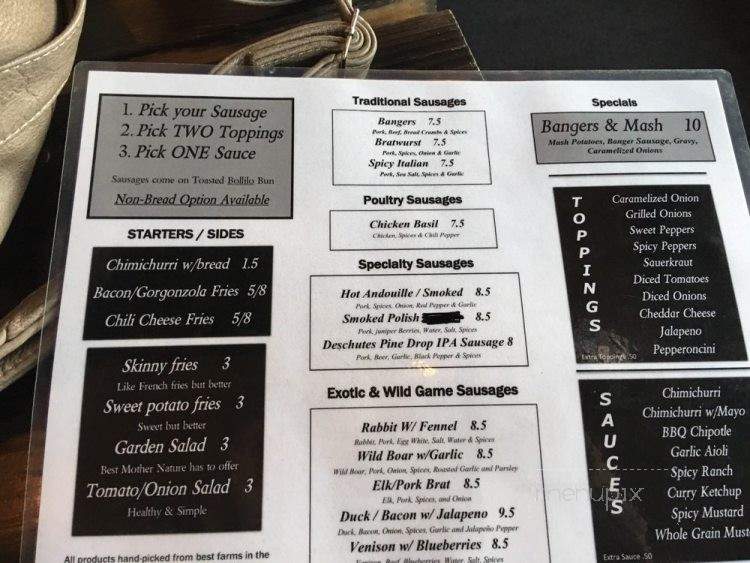 1. Pick your Sausage
2. Pick TWO Toppings
3. Pick ONE Sauce
Sausages come on Toasted Bollilo Bun
Non-Bread Option Available
STARTERS / SIDES
Chimichurri w/bread 1.5
Bacon/Gorgonzola Fries 5/8
Chili Cheese Fries 5/8
Skinny fries 3
Like French fries but better
Sweet potato fries 3
Sweet but better
Garden Salad 3
Best Mother Nature has to offer
Tomato/Onion Salad 3
Healthy & Simple
All products hand-picked from best farms in the
Traditional Sausages
Bangers 7.5
Pork, Beef, Bread Crumbs & Spices
Bratwurst 7.5
Pork, Spices, Onion & Garlic
Spicy Italian 7.5
Pork, Sea Salt, Spices & Garlic
Poultry Sausages
Chicken Basil 7.5
Chicken, Spices & Chili Pepper
Specialty Sausages
Hot Andouille / Smoked 8.5
Pork, Spices, Onion, Red Pepper & Garlic
Smoked Polish 8.5
Pork, juniper Berries, Water, Salt, Spices
Deschutes Pine Drop IPA Sausage 8
Pork, Beer, Garlic, Black Pepper & Spices
Exotic & Wild Game Sausages
Rabbit W/ Fennel 8.5
Rabbit, Pork, Egg White, Salt, Water & Spices
Wild Boar w/Garlic 8.5
Wild Boar, Pork, Onion, Spices, Roasted Garlic and Parsley
Elk/Pork Brat 8.5
Elk, Pork, Spices, and Onion
Duck / Bacon w/ Jalapeno 9.5
Duck, Bacon, Onion, Spices, Garlic and Jalapeño Pepper
Venison w/ Blueberries 8.5
Venison, Beef, Blueberries, Water, Salt, Spices
Specials
Bangers & Mash 10
Mash Potatoes, Banger Sausage, Gravy,
Caramelized Onions
TOPPINGS
Caramelized Onion
Grilled Onions
Sweet Peppers
Spicy Peppers
Sauerkraut
Diced Tomatoes
Diced Onions
Cheddar Cheese
Jalapeno
Pepperoncini
Extra Toppings .50
SAUCES
Chimichurri
Chimichurri w/Mayo
BBQ Chipotle
Garlic Aioli
Spicy Ranch
Curry Ketchup
Spicy Mustard
Whole Grain Must
Extra Sauce .50
menupix